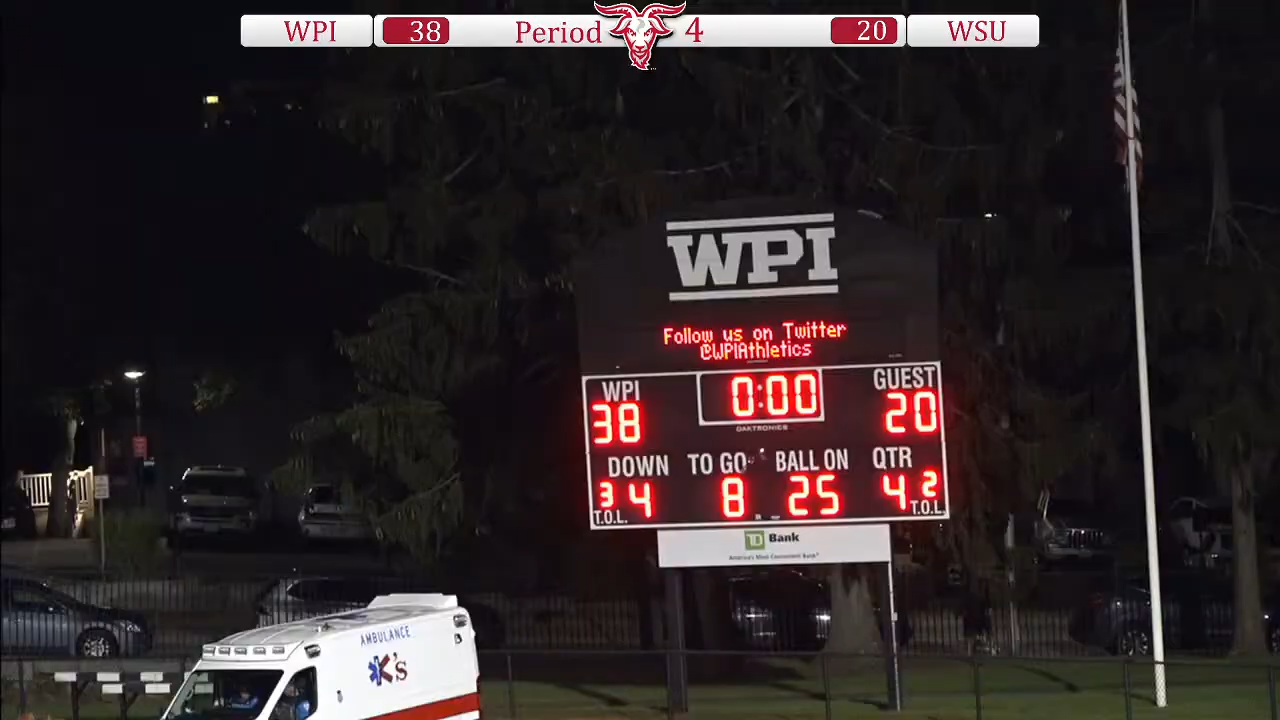 WPI 38 Period 4 20 WSU
WPI
Follow us on Twitter
@WPIAthletics
WPI 0:00 GUEST
38 20
DAKTRONICS
DOWN TO GO BALL ON QTR
3 4 8 25 4 2
T.O.L. T.O.L.
TD Bank
America's Most Convenient Bank®
AMBULANCE
K's